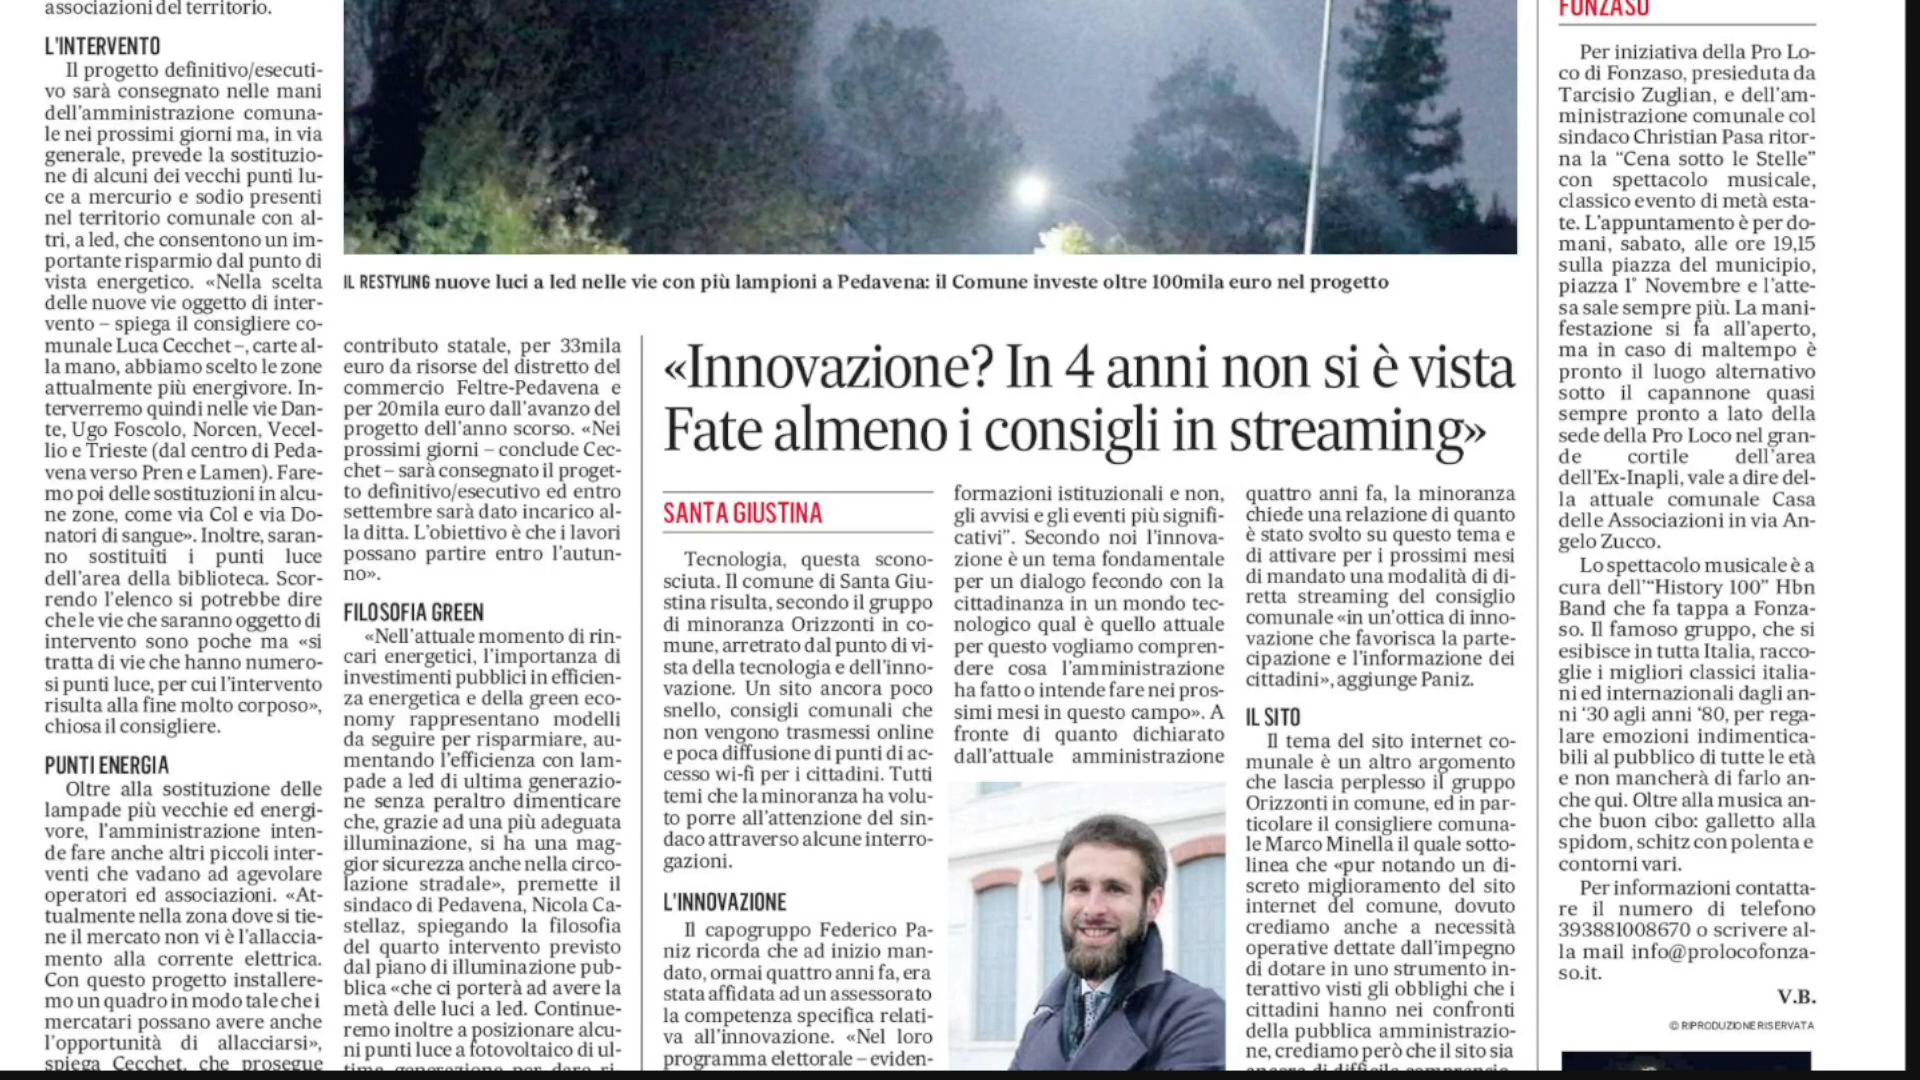 associazioni del territorio.
L'INTERVENTO
Il progetto definitivo/esecuti-
vo sarà consegnato nelle mani
dell'amministrazione comuna-
le nei prossimi giorni ma, in via
generale, prevede la sostituzio-
ne di alcuni dei vecchi punti lu-
ce a mercurio e sodio presenti
nel territorio comunale con al-
tri, a led, che consentono un im-
portante risparmio dal punto di
vista energetico. «Nella scelta
delle nuove vie oggetto di inter-
vento – spiega il consigliere co-
munale Luca Cecchet –, carte al-
la mano, abbiamo scelto le zone
attualmente più energivore. In-
terverremo quindi nelle vie Dan-
te, Ugo Foscolo, Norcen, Vecel-
lio e Trieste (dal centro di Peda-
vena verso Pren e Lamen). Fare-
mo poi delle sostituzioni in alcu-
ne zone, come via Col e via Do-
natori di sangue». Inoltre, saran-
no sostituiti i punti luce
dell'area della biblioteca. Scor-
rendo l'elenco si potrebbe dire
che le vie che saranno oggetto di
intervento sono poche ma «si
tratta di vie che hanno numero-
si punti luce, per cui l'intervento
risulta alla fine molto corposo»,
chiosa il consigliere.
PUNTI ENERGIA
Oltre alla sostituzione delle
lampade più vecchie ed energi-
vore, l'amministrazione inten-
de fare anche altri piccoli inter-
venti che vadano ad agevolare
operatori ed associazioni. «At-
tualmente nella zona dove si tie-
ne il mercato non vi è l'allaccia-
mento alla corrente elettrica.
Con questo progetto installere-
mo un quadro in modo tale che i
mercatari possano avere anche
l'opportunità di allacciarsi»,
spiega Cecchet, che prosegue
IL RESTYLING nuove luci a led nelle vie con più lampioni a Pedavena: il Comune investe oltre 100mila euro nel progetto
contributo statale, per 33mila
euro da risorse del distretto del
commercio Feltre-Pedavena e
per 20mila euro dall'avanzo del
progetto dell'anno scorso. «Nei
prossimi giorni – conclude Cec-
chet – sarà consegnato il proget-
to definitivo/esecutivo ed entro
settembre sarà dato incarico al-
la ditta. L'obiettivo è che i lavori
possano partire entro l'autun-
no».
FILOSOFIA GREEN
«Nell'attuale momento di rin-
cari energetici, l'importanza di
investimenti pubblici in efficien-
za energetica e della green eco-
nomy rappresentano modelli
da seguire per risparmiare, au-
mentando l'efficienza con lam-
pade a led di ultima generazio-
ne senza peraltro dimenticare
che, grazie ad una più adeguata
illuminazione, si ha una mag-
gior sicurezza anche nella circo-
lazione stradale», premette il
sindaco di Pedavena, Nicola Ca-
stellaz, spiegando la filosofia
del quarto intervento previsto
dal piano di illuminazione pub-
blica «che ci porterà ad avere la
metà delle luci a led. Continue-
remo inoltre a posizionare alcu-
ni punti luce a fotovoltaico di ul-
tima generazione per dare ri-
«Innovazione? In 4 anni non si è vista
Fate almeno i consigli in streaming»
SANTA GIUSTINA
Tecnologia, questa scono-
sciuta. Il comune di Santa Giu-
stina risulta, secondo il gruppo
di minoranza Orizzonti in co-
mune, arretrato dal punto di vi-
sta della tecnologia e dell'inno-
vazione. Un sito ancora poco
snello, consigli comunali che
non vengono trasmessi online
e poca diffusione di punti di ac-
cesso wi-fi per i cittadini. Tutti
temi che la minoranza ha volu-
to porre all'attenzione del sin-
daco attraverso alcune interro-
gazioni.
L'INNOVAZIONE
Il capogruppo Federico Pa-
niz ricorda che ad inizio man-
dato, ormai quattro anni fa, era
stata affidata ad un assessorato
la competenza specifica relati-
va all'innovazione. «Nel loro
programma elettorale – eviden-
formazioni istituzionali e non,
gli avvisi e gli eventi più signifi-
cativi”. Secondo noi l'innova-
zione è un tema fondamentale
per un dialogo fecondo con la
cittadinanza in un mondo tec-
nologico qual è quello attuale
per questo vogliamo compren-
dere cosa l'amministrazione
ha fatto o intende fare nei pros-
simi mesi in questo campo». A
fronte di quanto dichiarato
dall'attuale amministrazione
quattro anni fa, la minoranza
chiede una relazione di quanto
è stato svolto su questo tema e
di attivare per i prossimi mesi
di mandato una modalità di di-
retta streaming del consiglio
comunale «in un'ottica di inno-
vazione che favorisca la parte-
cipazione e l'informazione dei
cittadini», aggiunge Paniz.
IL SITO
Il tema del sito internet co-
munale è un altro argomento
che lascia perplesso il gruppo
Orizzonti in comune, ed in par-
ticolare il consigliere comuna-
le Marco Minella il quale sotto-
linea che «pur notando un di-
screto miglioramento del sito
internet del comune, dovuto
crediamo anche a necessità
operative dettate dall'impegno
di dotare in uno strumento in-
terattivo visti gli obblighi che i
cittadini hanno nei confronti
della pubblica amministrazio-
ne, crediamo però che il sito sia
ancora di difficile comprensio-
FONZASO
Per iniziativa della Pro Lo-
co di Fonzaso, presieduta da
Tarcisio Zuglian, e dell'am-
ministrazione comunale col
sindaco Christian Pasa ritor-
na la “Cena sotto le Stelle”
con spettacolo musicale,
classico evento di metà esta-
te. L'appuntamento è per do-
mani, sabato, alle ore 19,15
sulla piazza del municipio,
piazza 1° Novembre e l'atte-
sa sale sempre più. La mani-
festazione si fa all'aperto,
ma in caso di maltempo è
pronto il luogo alternativo
sotto il capannone quasi
sempre pronto a lato della
sede della Pro Loco nel gran-
de cortile dell'area
dell'Ex-Inapli, vale a dire del-
la attuale comunale Casa
delle Associazioni in via An-
gelo Zucco.
Lo spettacolo musicale è a
cura dell'“History 100” Hbn
Band che fa tappa a Fonza-
so. Il famoso gruppo, che si
esibisce in tutta Italia, racco-
glie i migliori classici italia-
ni ed internazionali dagli an-
ni ‘30 agli anni ‘80, per rega-
lare emozioni indimentica-
bili al pubblico di tutte le età
e non mancherà di farlo an-
che qui. Oltre alla musica an-
che buon cibo: galletto alla
spidom, schitz con polenta e
contorni vari.
Per informazioni contatta-
re il numero di telefono
393881008670 o scrivere al-
la mail info@prolocofonza-
so.it.
V.B.
© RIPRODUZIONE RISERVATA